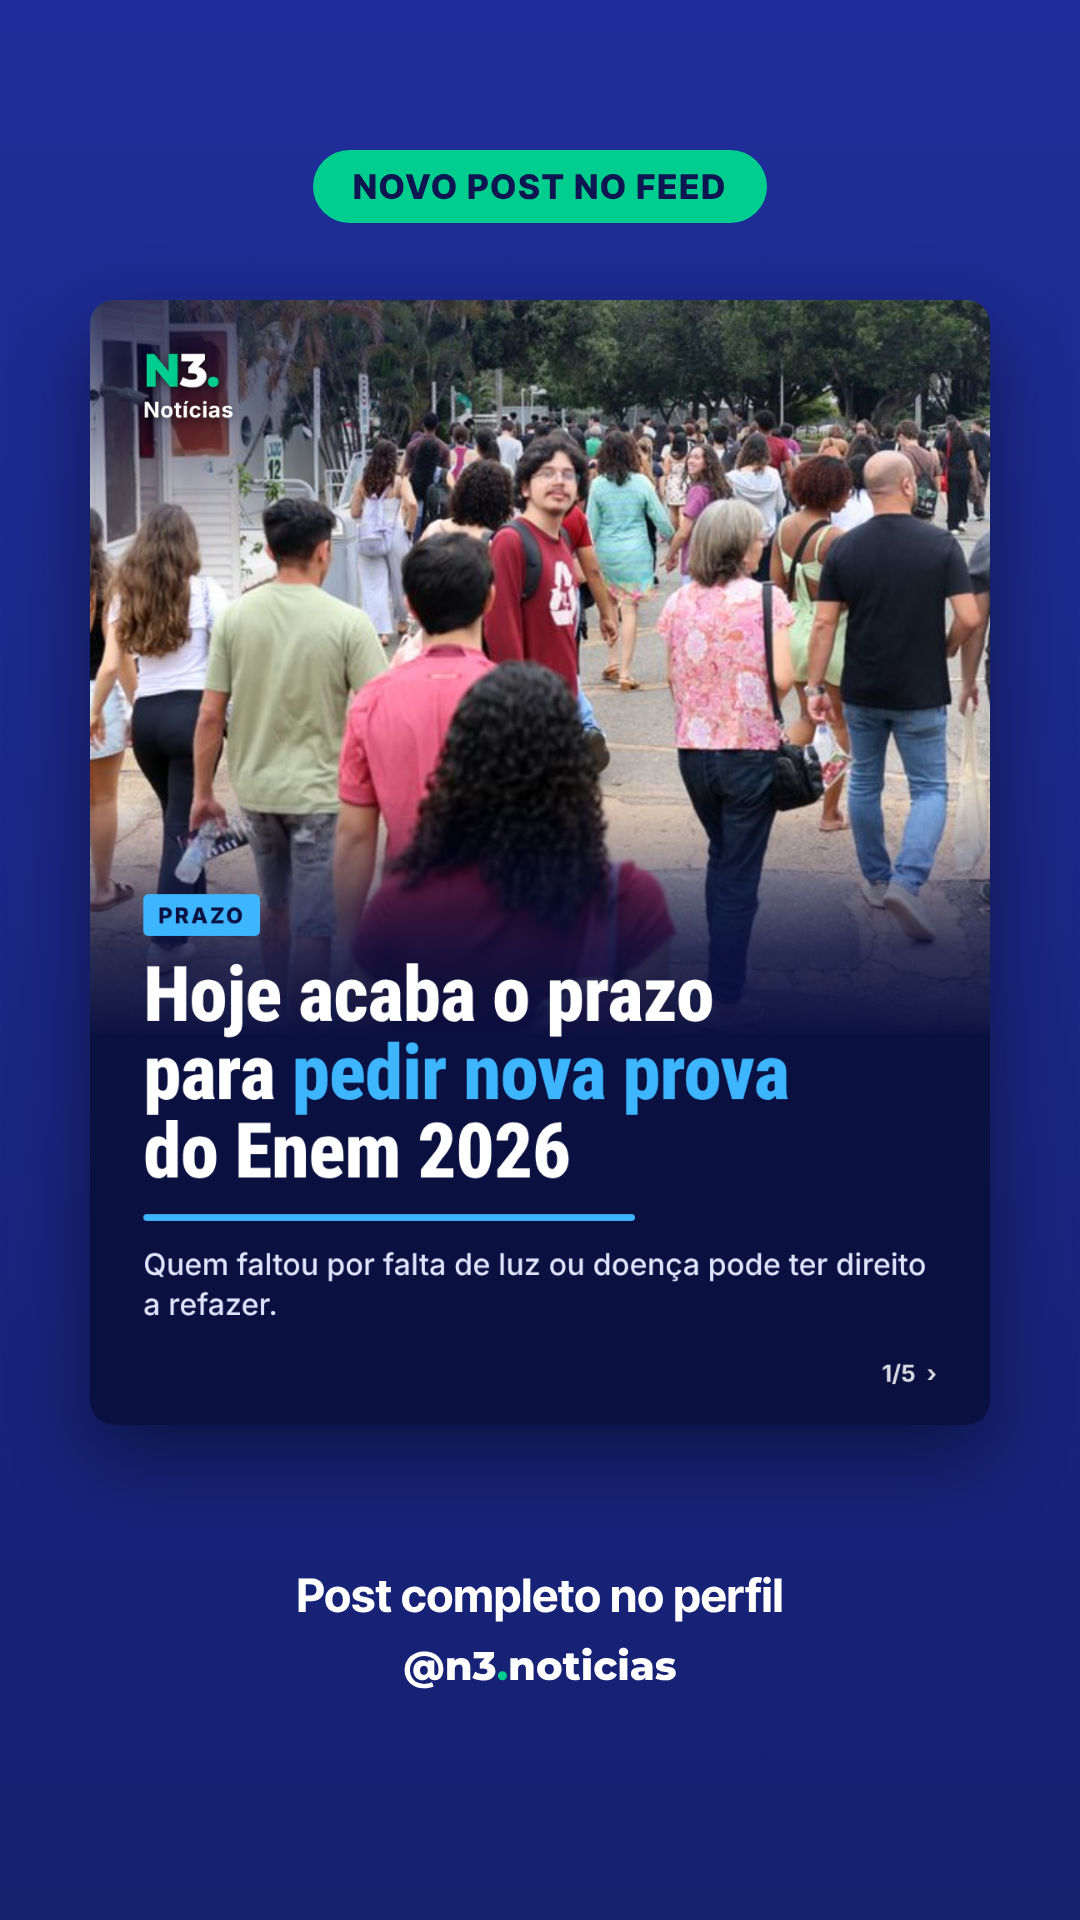 NOVO POST NO FEED
N3.
Notícias
12
PRAZO
Hoje acaba o prazo
para pedir nova prova
do Enem 2026
Quem faltou por falta de luz ou doença pode ter direito
a refazer.
1/5 ›
Post completo no perfil
@n3.noticias